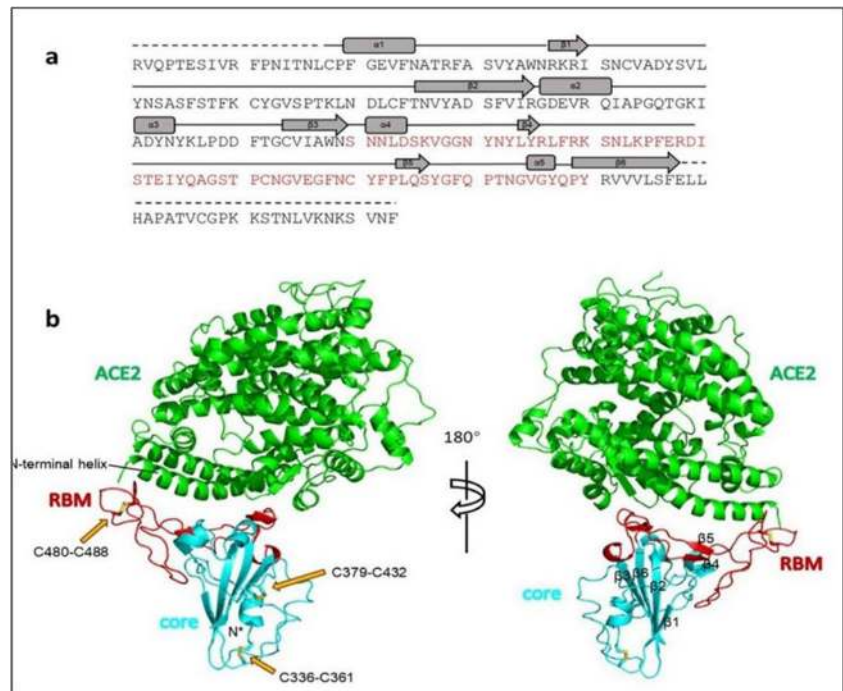 a
α1 β1
RVQPTESIVR FPNITNLCPF GEVFNATRFA SVYAWNRKRI SNCVADYSVL
β2 α2
YNSASFSTFK CYGVSPTKLN DLCFTNVYAD SFVIRGDEVR QIAPGQTGKI
α3 β3 α4 β4
ADYNYKLPDD FTGCVIAWNS NNLDSKVGGN YNYLYRLFRK SNLKPFERDI
β5 α5 β6
STEIYQAGST PCNGVEGFNC YFPLQSYGFQ PTNGVGYQPY RVVVLSFELL
HAPATVCGPK KSTNLVKNKS VNF
b
ACE2
ACE2
180°
N-terminal helix
RBM
C480-C488
C379-C432
core
N*
C336-C361
β5
β4
RBM
β3 β6
β2
core
β1